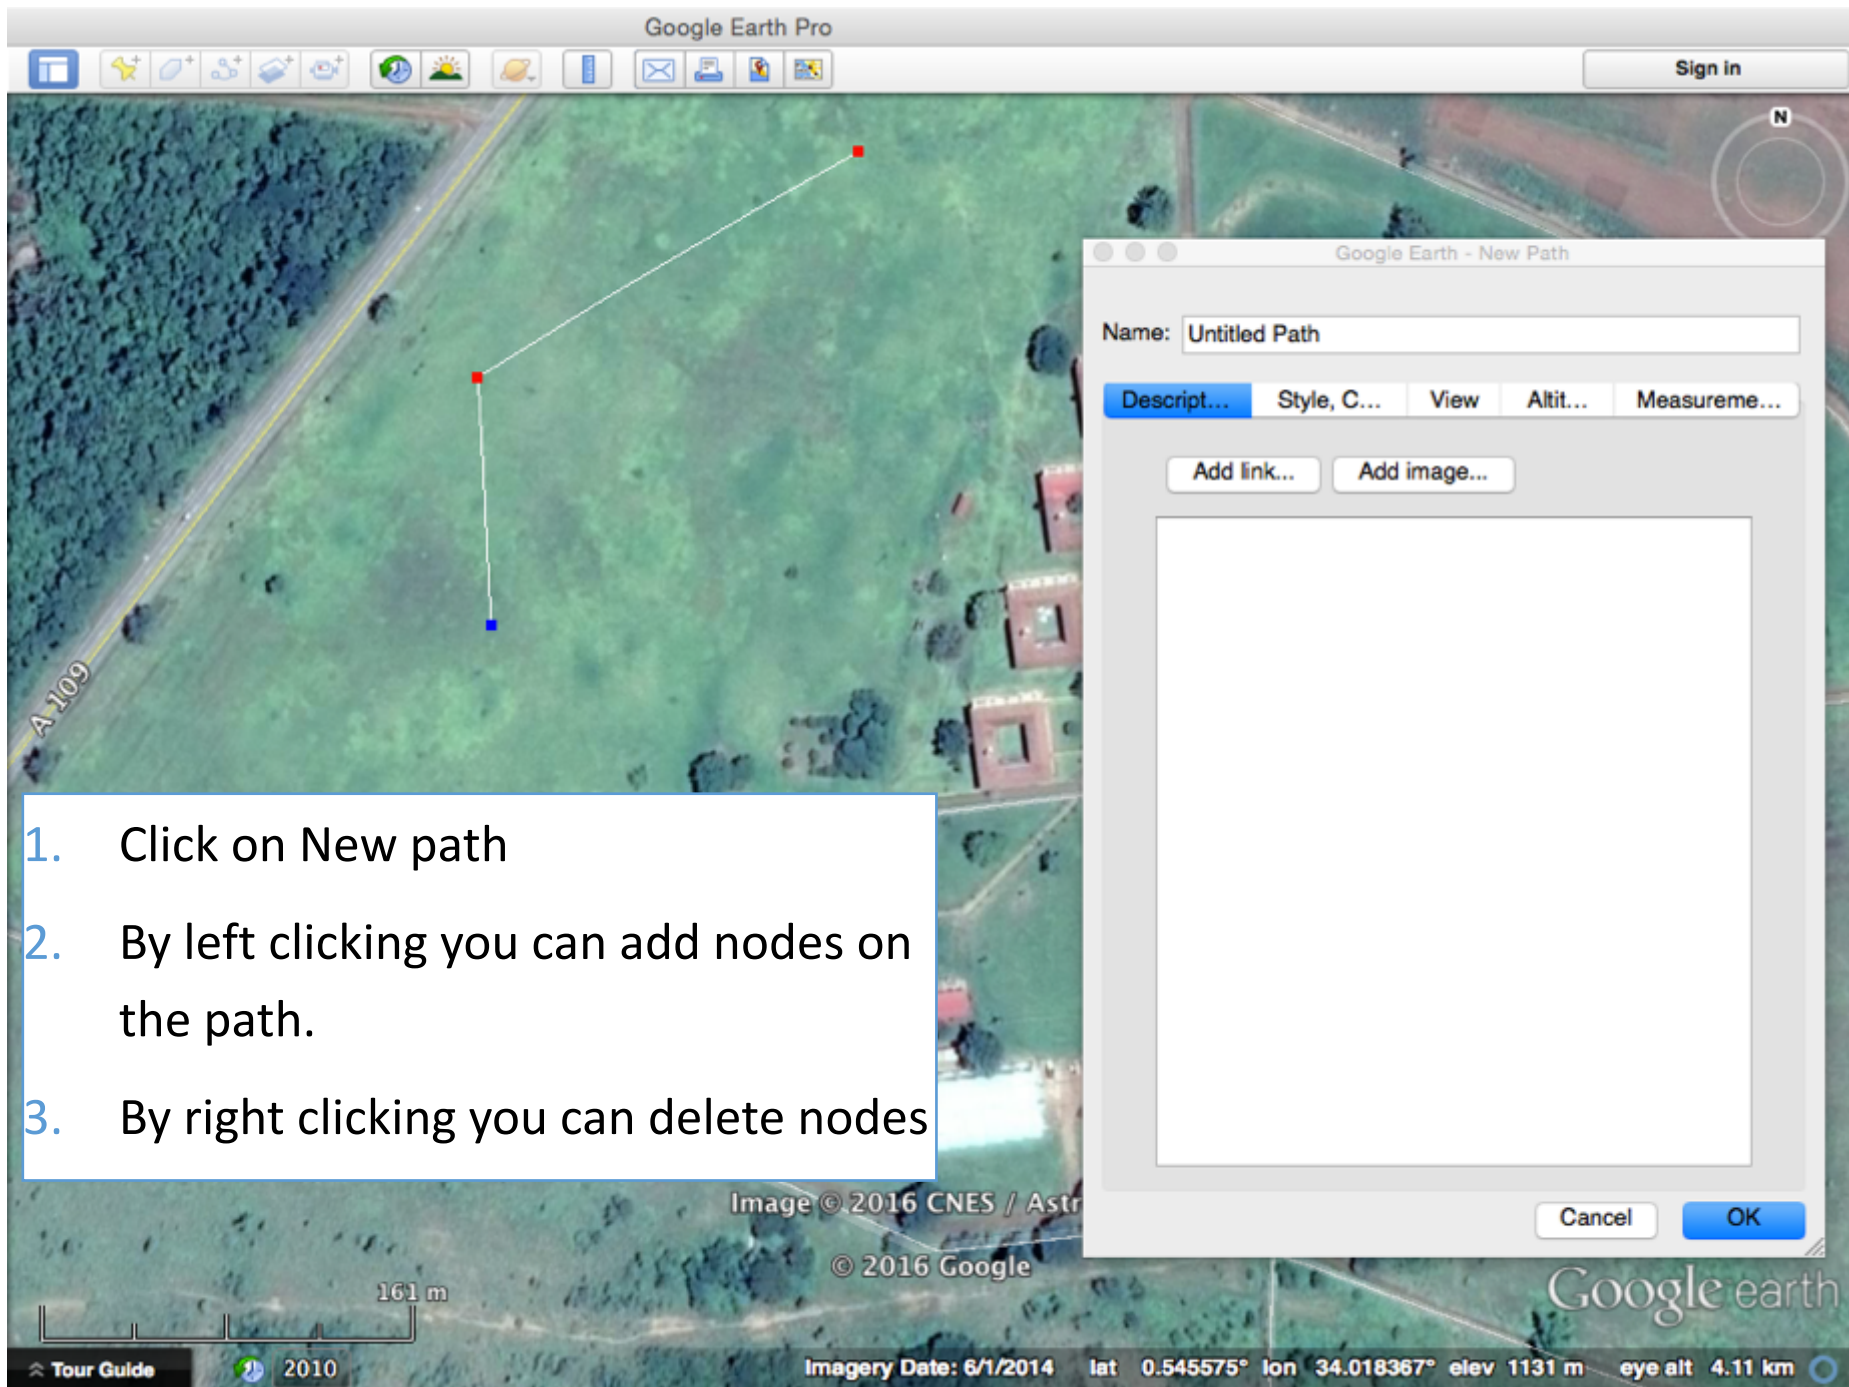 Google Earth Pro
Sign in
N
Google Earth - New Path
Name: Untitled Path
Descript... Style, C... View Altit... Measureme...
Add link... Add image...
A 109
1. Click on New path
2. By left clicking you can add nodes on
the path.
3. By right clicking you can delete nodes
Image © 2016 CNES / Astr
Cancel OK
© 2016 Google
161 m
Google earth
Tour Guide 2010 Imagery Date: 6/1/2014 lat 0.545575° lon 34.018367° elev 1131 m eye alt 4.11 km